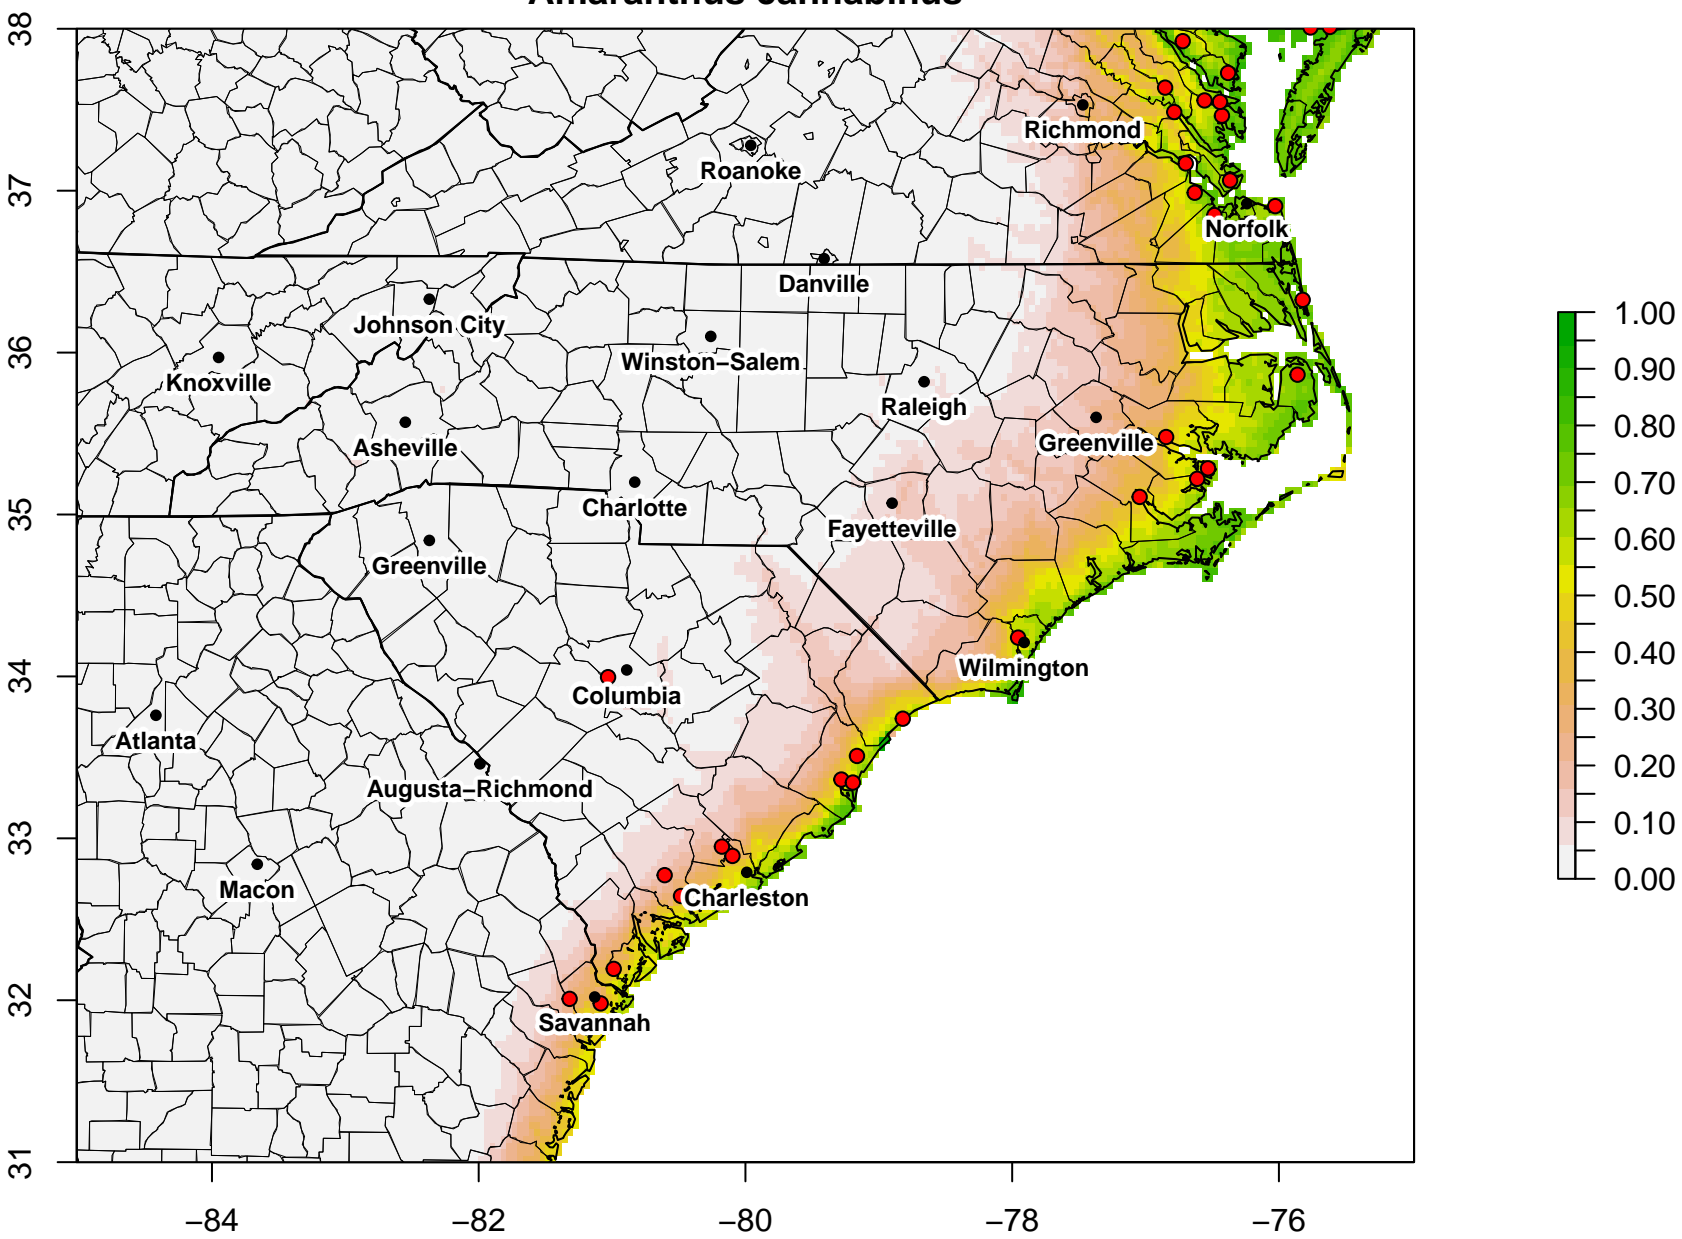 Amaranthus cannabinus
38
37
36
35
34
33
32
31
Richmond
Roanoke
Norfolk
Danville
Johnson City
Winston−Salem
Knoxville
Raleigh
Asheville
Greenville
Charlotte
Fayetteville
Greenville
Wilmington
Columbia
Atlanta
Augusta−Richmond
Macon
Charleston
Savannah
−84
−82
−80
−78
−76
1.00
0.90
0.80
0.70
0.60
0.50
0.40
0.30
0.20
0.10
0.00